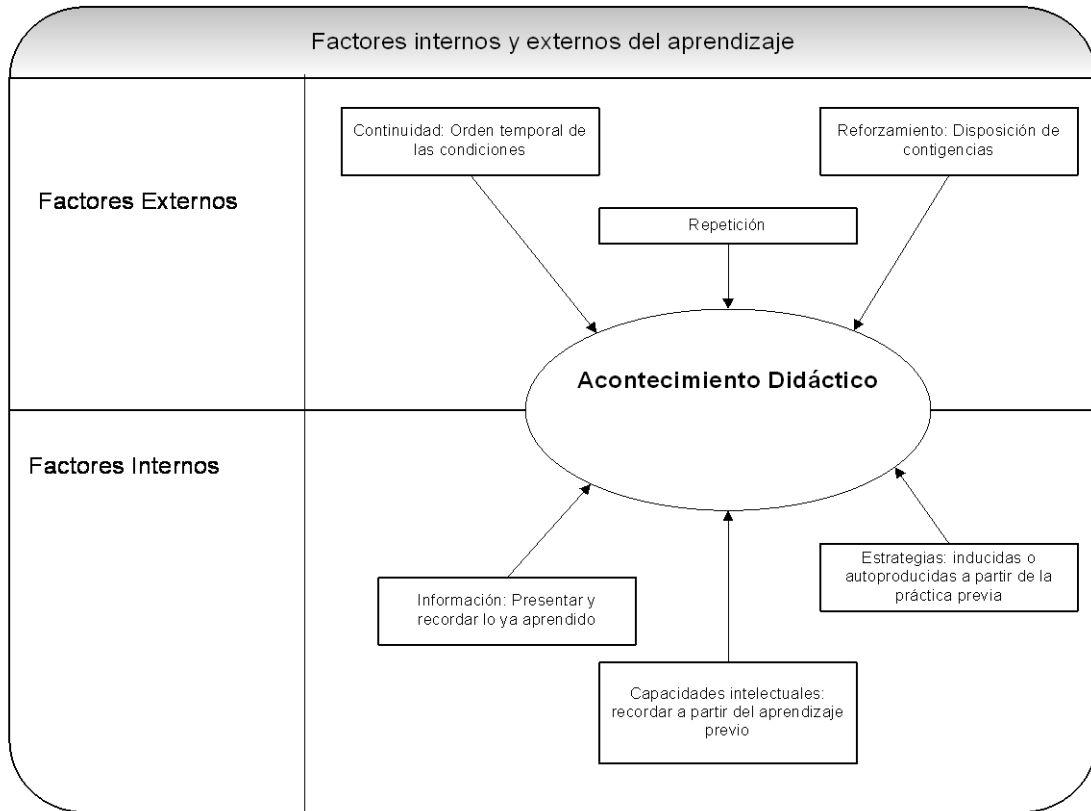 Factores internos y externos del aprendizaje
Continuidad: Orden temporal de
las condiciones
Reforzamiento: Disposición de
contigencias
Factores Externos
Repetición
Acontecimiento Didáctico
Factores Internos
Estrategias: inducidas o
autoproducidas a partir de la
práctica previa
Información: Presentar y
recordar lo ya aprendido
Capacidades intelectuales:
recordar a partir del aprendizaje
previo